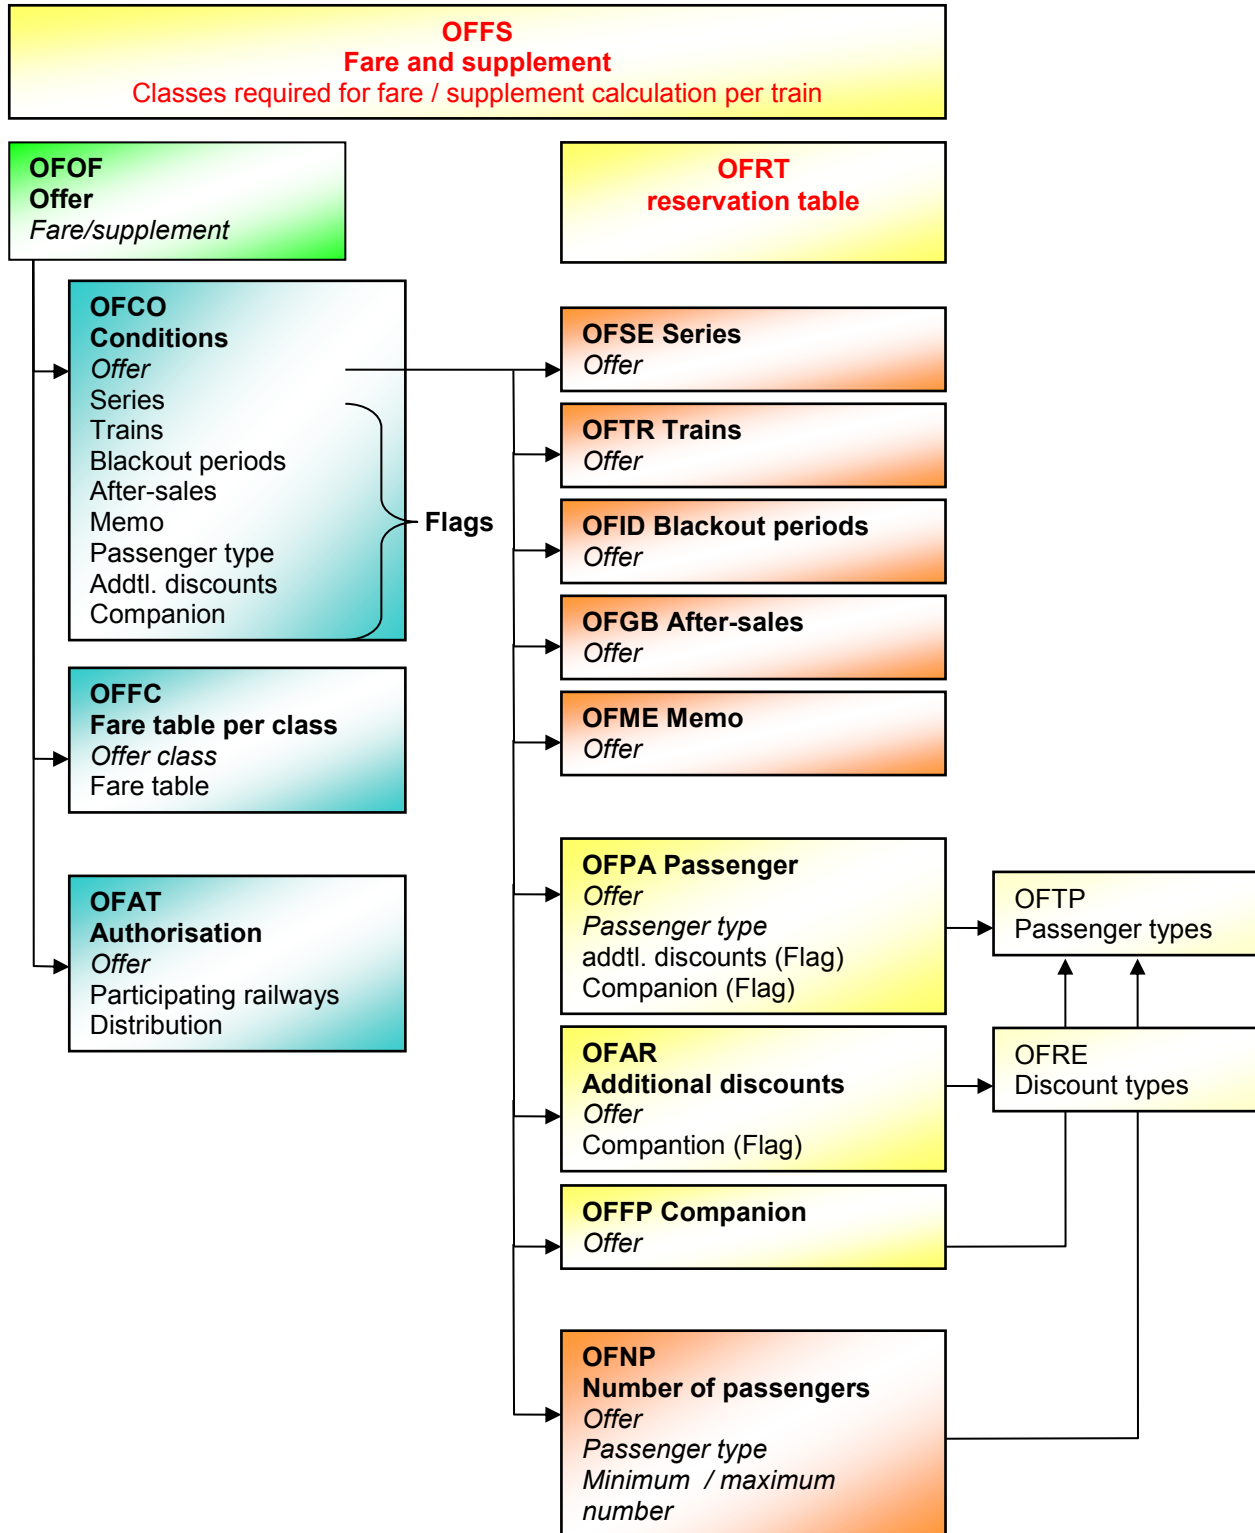 OFFS
Fare and supplement
Classes required for fare / supplement calculation per train
OFOF
Offer
Fare/supplement
OFRT
reservation table
OFCO
Conditions
Offer
Series
Trains
Blackout periods
After-sales
Memo
Passenger type
Addtl. discounts
Companion
Flags
OFFC
Fare table per class
Offer class
Fare table
OFAT
Authorisation
Offer
Participating railways
Distribution
OFSE Series
Offer
OFTR Trains
Offer
OFID Blackout periods
Offer
OFGB After-sales
Offer
OFME Memo
Offer
OFPA Passenger
Offer
Passenger type
addtl. discounts (Flag)
Companion (Flag)
OFAR
Additional discounts
Offer
Compantion (Flag)
OFFP Companion
Offer
OFNP
Number of passengers
Offer
Passenger type
Minimum / maximum
number
OFTP
Passenger types
OFRE
Discount types